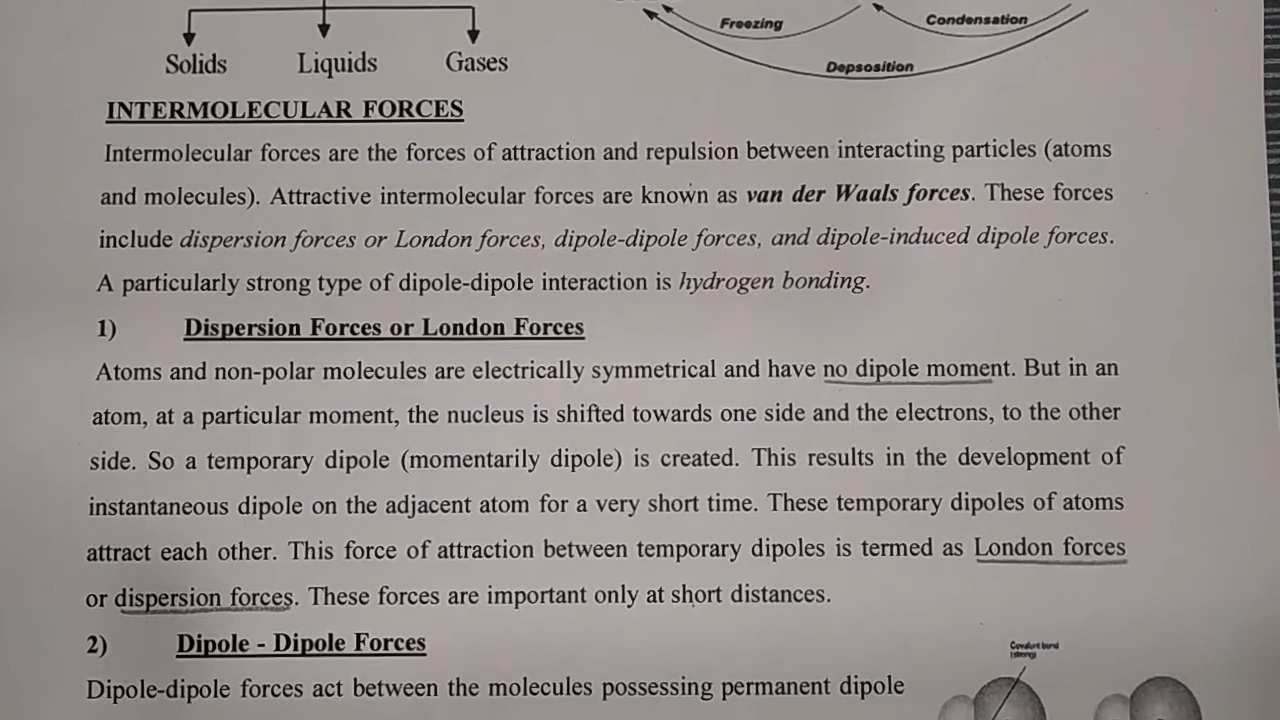 Freezing
Condensation
Depsosition
Solids Liquids Gases
INTERMOLECULAR FORCES
Intermolecular forces are the forces of attraction and repulsion between interacting particles (atoms
and molecules). Attractive intermolecular forces are known as van der Waals forces. These forces
include dispersion forces or London forces, dipole-dipole forces, and dipole-induced dipole forces.
A particularly strong type of dipole-dipole interaction is hydrogen bonding.
1) Dispersion Forces or London Forces
Atoms and non-polar molecules are electrically symmetrical and have no dipole moment. But in an
atom, at a particular moment, the nucleus is shifted towards one side and the electrons, to the other
side. So a temporary dipole (momentarily dipole) is created. This results in the development of
instantaneous dipole on the adjacent atom for a very short time. These temporary dipoles of atoms
attract each other. This force of attraction between temporary dipoles is termed as London forces
or dispersion forces. These forces are important only at short distances.
2) Dipole - Dipole Forces
Covalent bond
(strong)
Dipole-dipole forces act between the molecules possessing permanent dipole